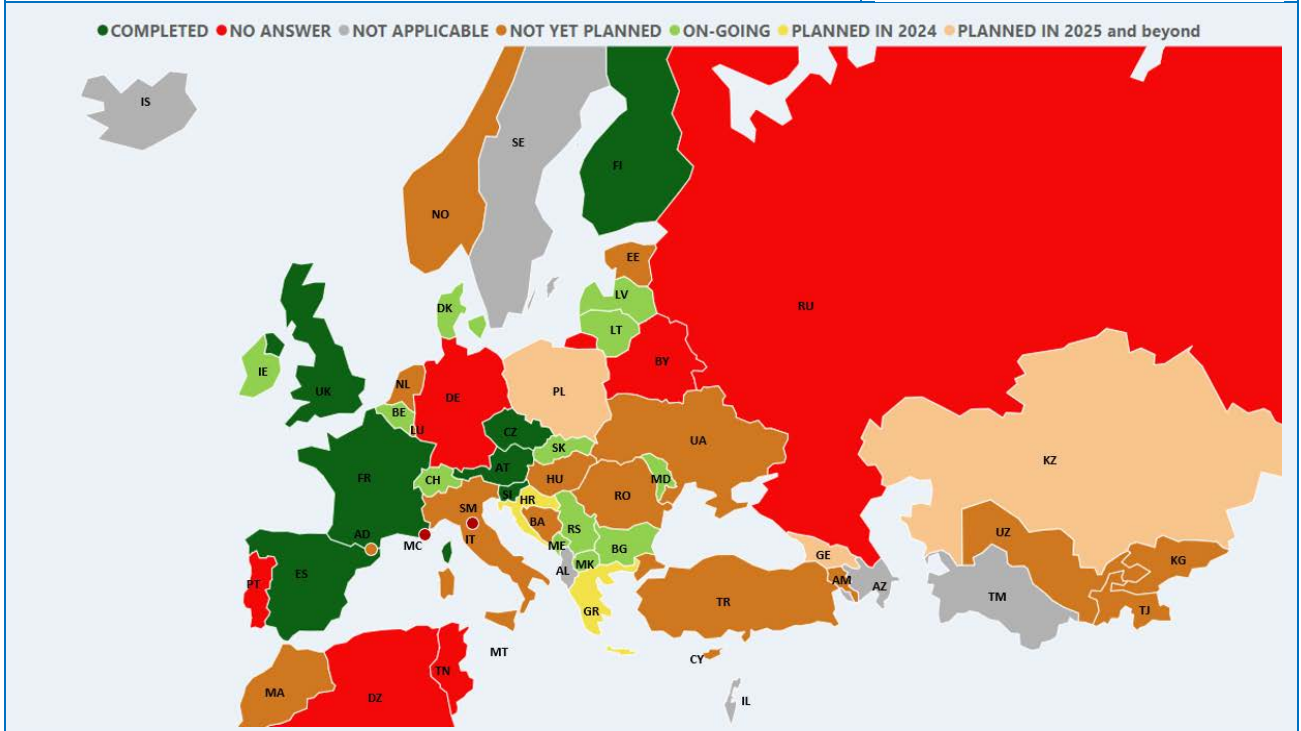 COMPLETED NO ANSWER NOT APPLICABLE NOT YET PLANNED ON-GOING PLANNED IN 2024 PLANNED IN 2025 and beyond
IS
SE
FI
NO
EE
LV
DK
LT
RU
IE
BY
UK
NL
DE
PL
BE
LU
CZ
UA
SK
KZ
FR
CH
AT
HU
MD
SI
HR
RO
SM
BA
RS
UZ
AD
MC
IT
ME
BG
GE
KG
ES
MK
AL
PT
AM
AZ
TM
TR
GR
TJ
MT
CY
TN
MA
DZ
IL